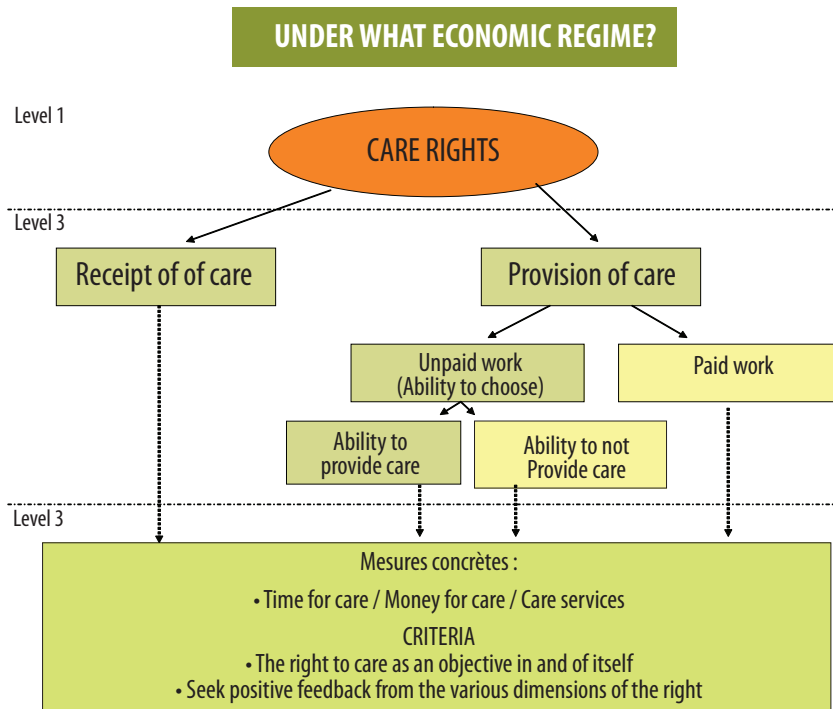 UNDER WHAT ECONOMIC REGIME?
Level 1
CARE RIGHTS
Level 3
Receipt of of care
Provision of care
Unpaid work
(Ability to choose)
Paid work
Ability to
provide care
Ability to not
Provide care
Level 3
Mesures concrètes :
• Time for care / Money for care / Care services
CRITERIA
• The right to care as an objective in and of itself
• Seek positive feedback from the various dimensions of the right